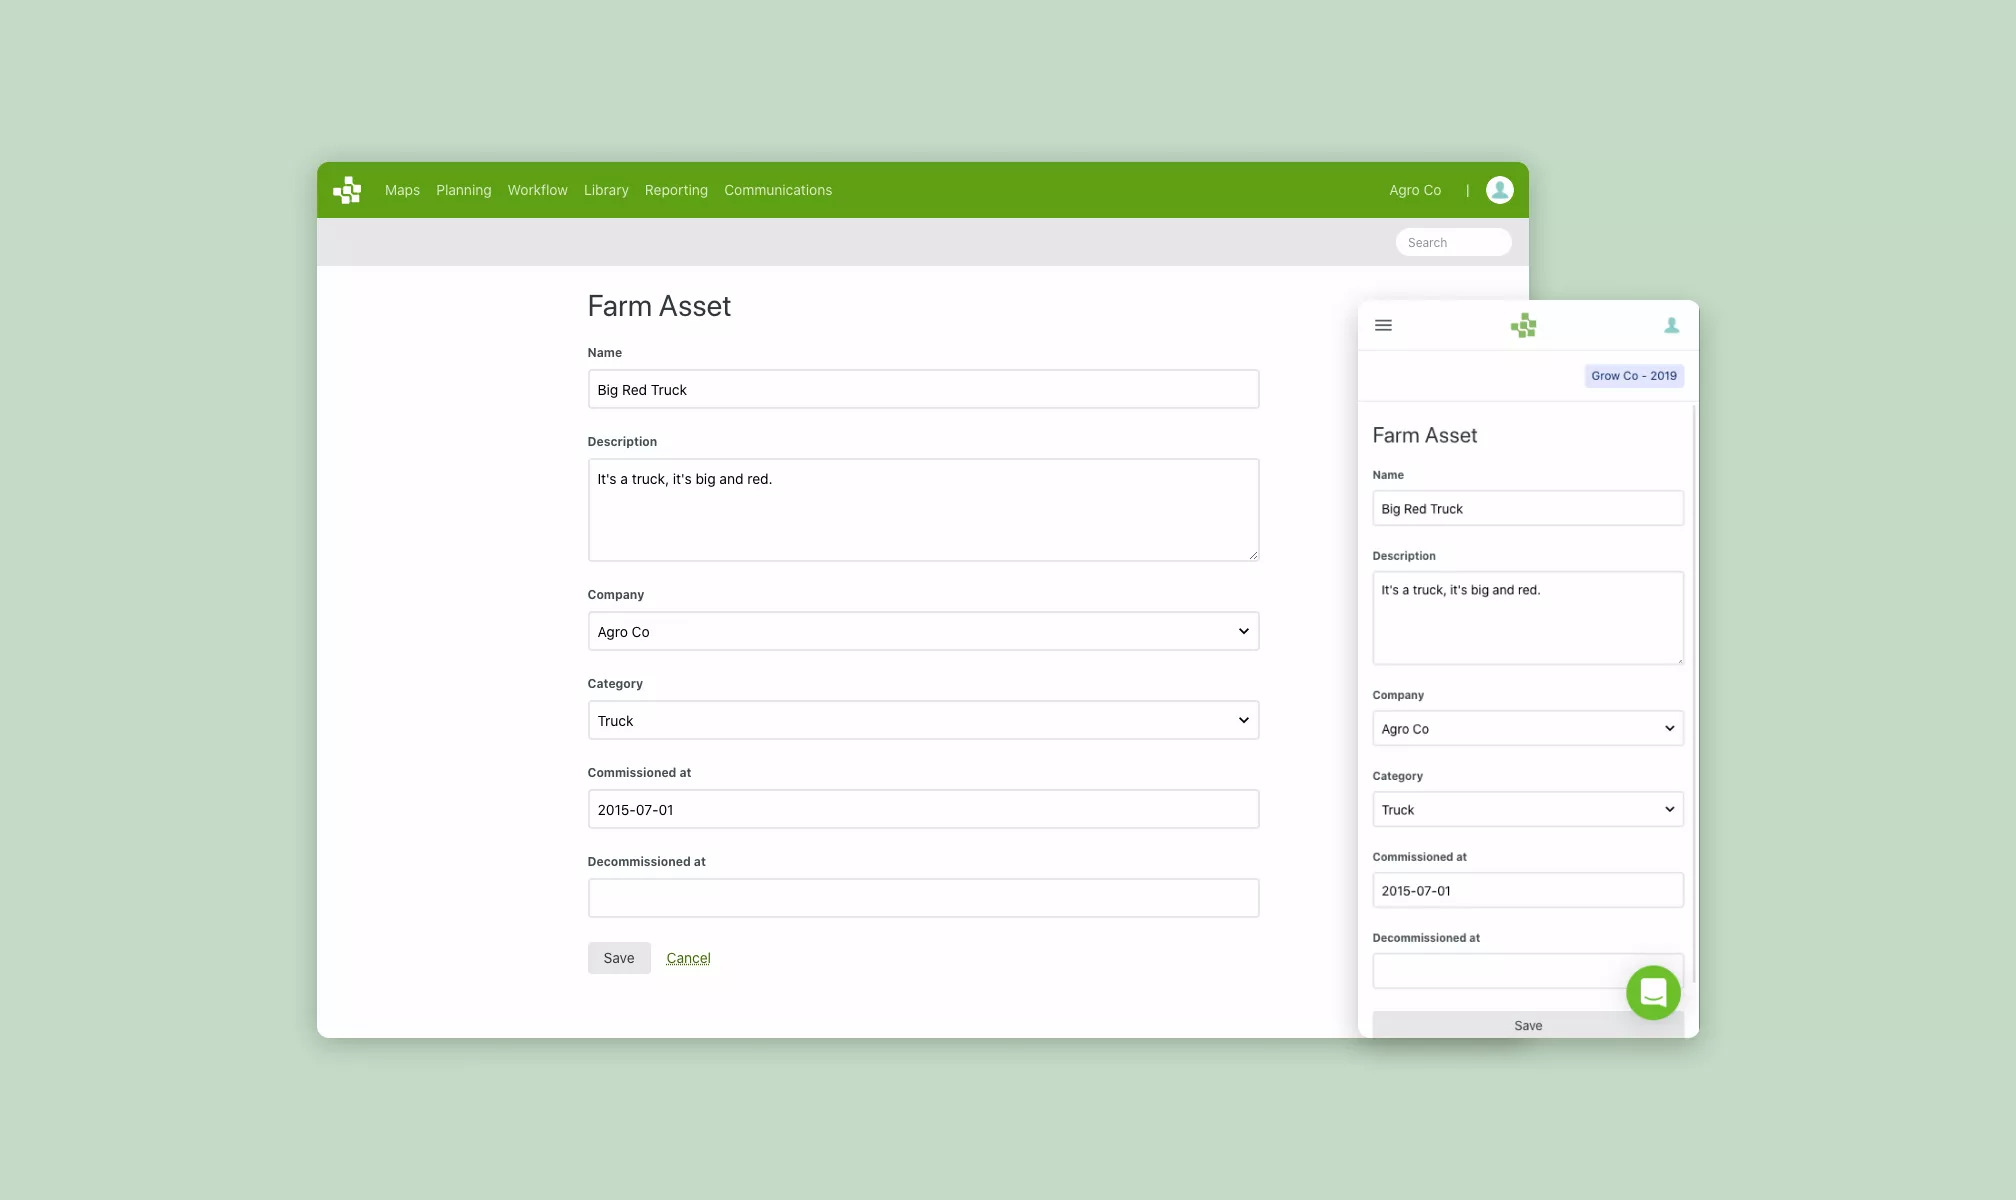 Maps Planning Workflow Library Reporting Communications Agro Co |
Search
Farm Asset
Name
Big Red Truck
Description
It's a truck, it's big and red.
Company
Agro Co
Category
Truck
Commissioned at
2015-07-01
Decommissioned at
Save Cancel
Grow Co - 2019
Farm Asset
Name
Big Red Truck
Description
It's a truck, it's big and red.
Company
Agro Co
Category
Truck
Commissioned at
2015-07-01
Decommissioned at
Save